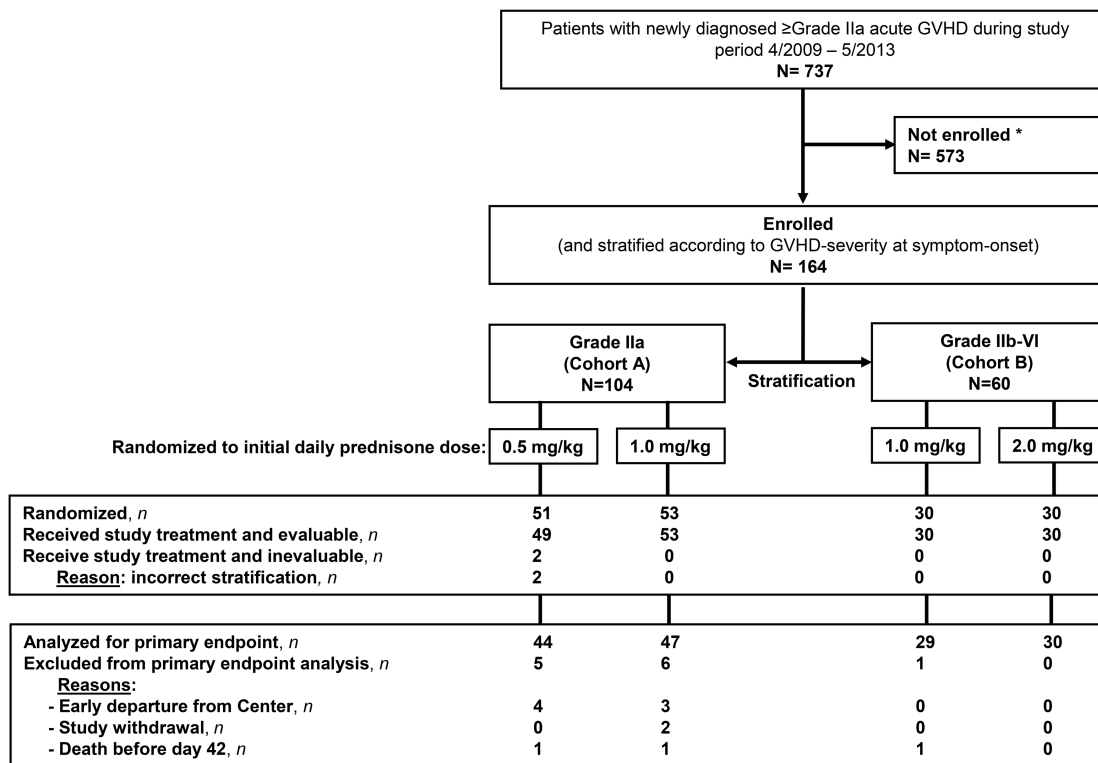 Patients with newly diagnosed ≥Grade IIa acute GVHD during study
period 4/2009 – 5/2013
N= 737
Not enrolled *
N= 573
Enrolled
(and stratified according to GVHD-severity at symptom-onset)
N= 164
Grade IIa
(Cohort A)
N=104
Stratification
Grade IIb-VI
(Cohort B)
N=60
Randomized to initial daily prednisone dose: 0.5 mg/kg 1.0 mg/kg 1.0 mg/kg 2.0 mg/kg
Randomized, n 51 53 30 30
Received study treatment and evaluable, n 49 53 30 30
Receive study treatment and inevaluable, n 2 0 0 0
Reason: incorrect stratification, n 2 0 0 0
Analyzed for primary endpoint, n 44 47 29 30
Excluded from primary endpoint analysis, n 5 6 1 0
Reasons:
- Early departure from Center, n 4 3 0 0
- Study withdrawal, n 0 2 0 0
- Death before day 42, n 1 1 1 0